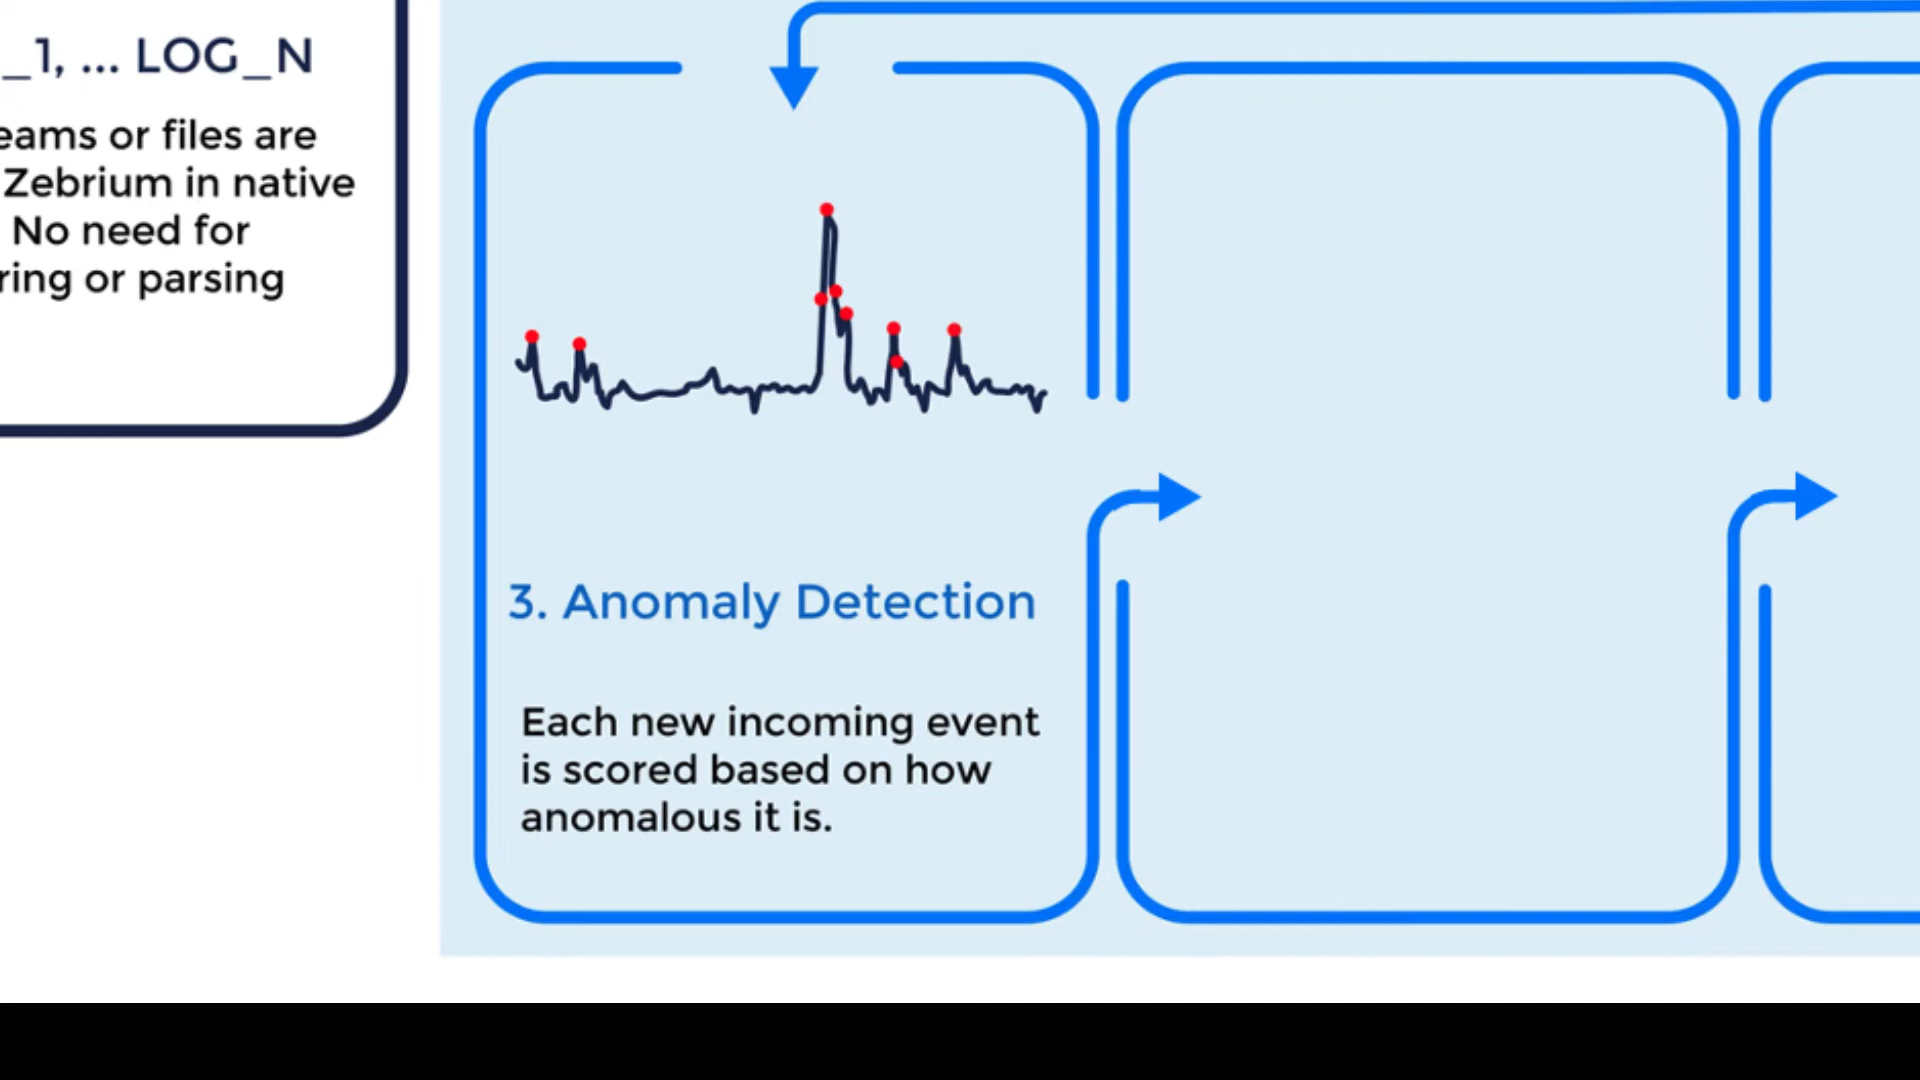 _1, ... LOG_N
eams or files are
Zebrium in native
No need for
ring or parsing
3. Anomaly Detection
Each new incoming event
is scored based on how
anomalous it is.